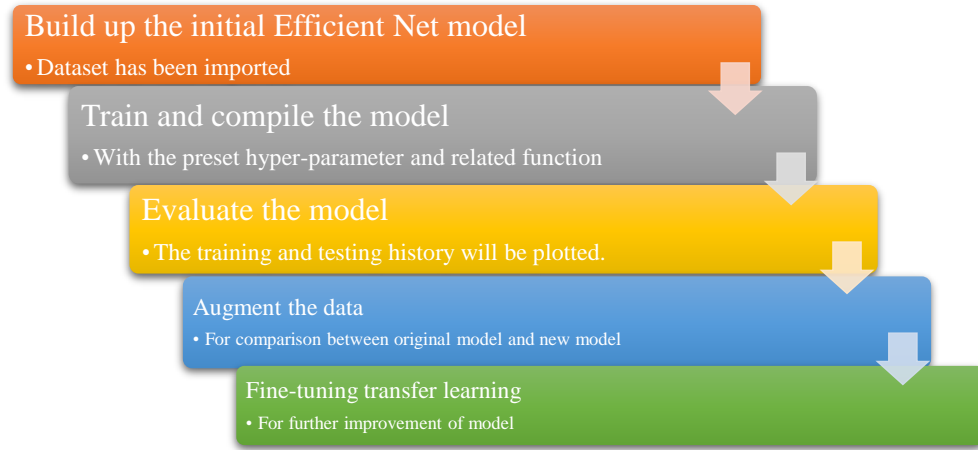 Build up the initial Efficient Net model
• Dataset has been imported
Train and compile the model
• With the preset hyper-parameter and related function
Evaluate the model
• The training and testing history will be plotted.
Augment the data
• For comparison between original model and new model
Fine-tuning transfer learning
• For further improvement of model